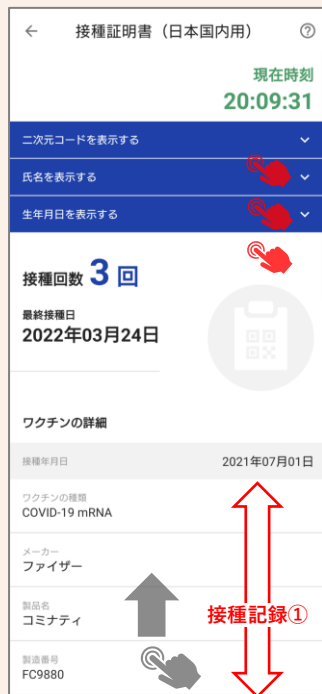 接種証明書（日本国内用）
現在時刻
20:09:31
二次元コードを表示する
氏名を表示する
生年月日を表示する
接種回数 3 回
最終接種日
2022年03月24日
ワクチンの詳細
接種年月日 2021年07月01日
ワクチンの種類
COVID-19 mRNA
メーカー
ファイザー
製品名
コミナティ
接種記録①
製造番号
FC9880